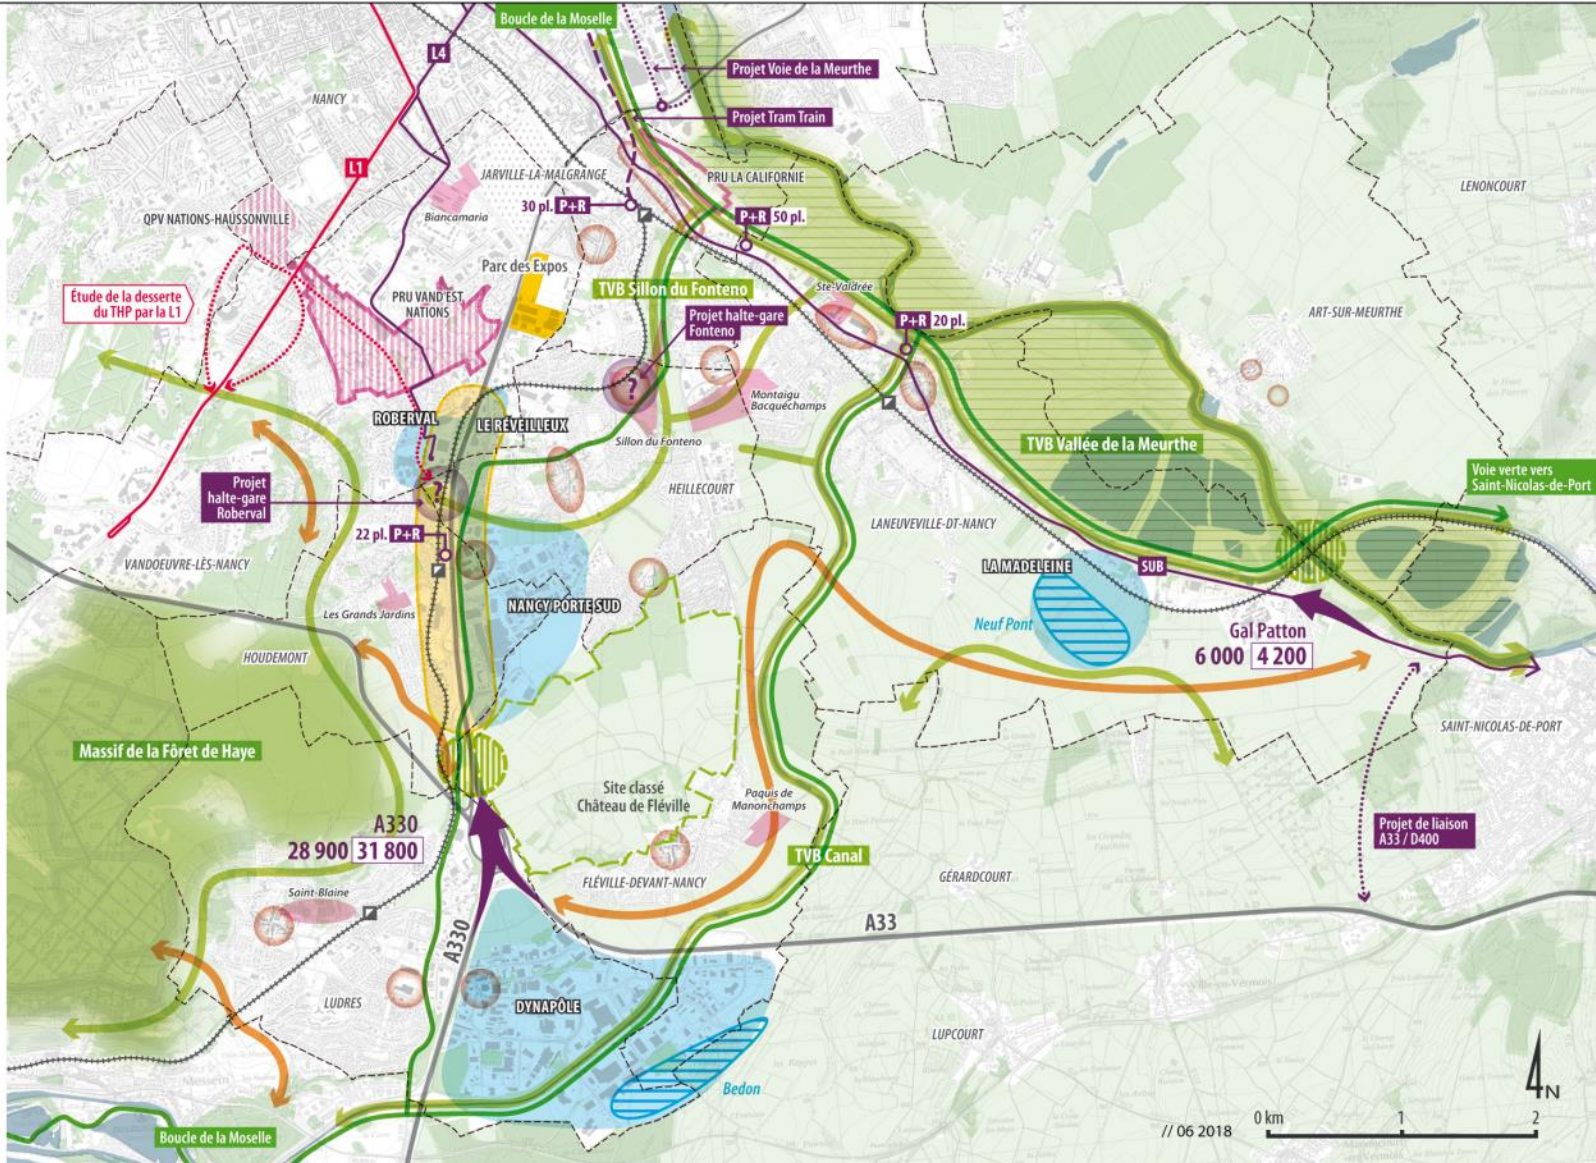 Boucle de la Moselle
L4
Projet Voie de la Meurthe
NANCY
Projet Tram Train
L1
JARVILLE-LA-MALGRANGE
PRU LA CALIFORNIE
LENONCOURT
Biancamaria
30 pl. P+R
QPV NATIONS-HAUSSONVILLE
P+R 50 pl.
Parc des Expos
TVB Sillon du Fonteno
Ste-Valdrée
Étude de la desserte
du THP par la L1
PRU VAND'EST
NATIONS
Projet halte-gare
Fonteno
P+R 20 pl.
ART-SUR-MEURTHE
?
Montaigu
Bacquéchamps
ROBERVAL
LE RÉVEILLEUX
Sillon du Fonteno
TVB Vallée de la Meurthe
Voie verte vers
Saint-Nicolas-de-Port
Projet
halte-gare
Roberval
?
HEILLECOURT
LANEUVEVILLE-DT-NANCY
22 pl. P+R
VANDOEUVRE-LÈS-NANCY
LA MADELEINE
SUB
Les Grands Jardins
NANCY PORTE SUD
Neuf Pont
Gal Patton
6 000 4 200
HOUDEMONT
SAINT-NICOLAS-DE-PORT
Massif de la Fôret de Haye
Site classé
Château de Fléville
Paquis de
Manonchamps
A330
28 900 31 800
Projet de liaison
A33 / D400
TVB Canal
FLÉVILLE-DEVANT-NANCY
GÉRARDCOURT
Saint-Blaine
A33
A330
LUDRES
DYNAPÔLE
Ville-en-Vermois
LUPCOURT
Messein
Bedon
N
Boucle de la Moselle
// 06 2018
0 km 1 2